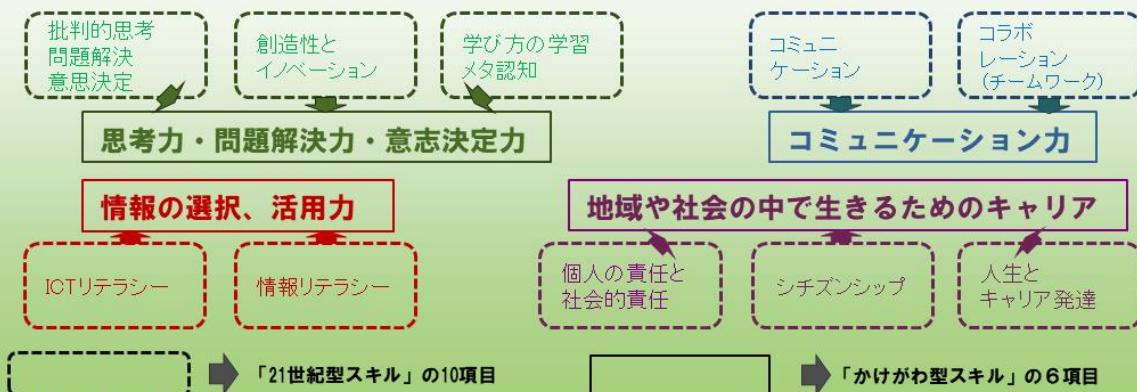 批判的思考
問題解決
意思決定
創造性と
イノベーション
学び方の学習
メタ認知
コミュニ
ケーション
コラボ
レーション
(チームワーク)
思考力・問題解決力・意志決定力
コミュニケーション力
情報の選択、活用力
地域や社会の中で生きるためのキャリア
ICTリテラシー
情報リテラシー
個人の責任と
社会的責任
シチズンシップ
人生と
キャリア発達
「21世紀型スキル」の10項目
「かけがわ型スキル」の6項目